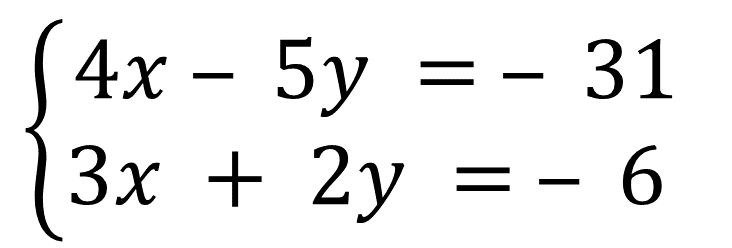 4x − 5y = − 31
3x + 2y = − 6